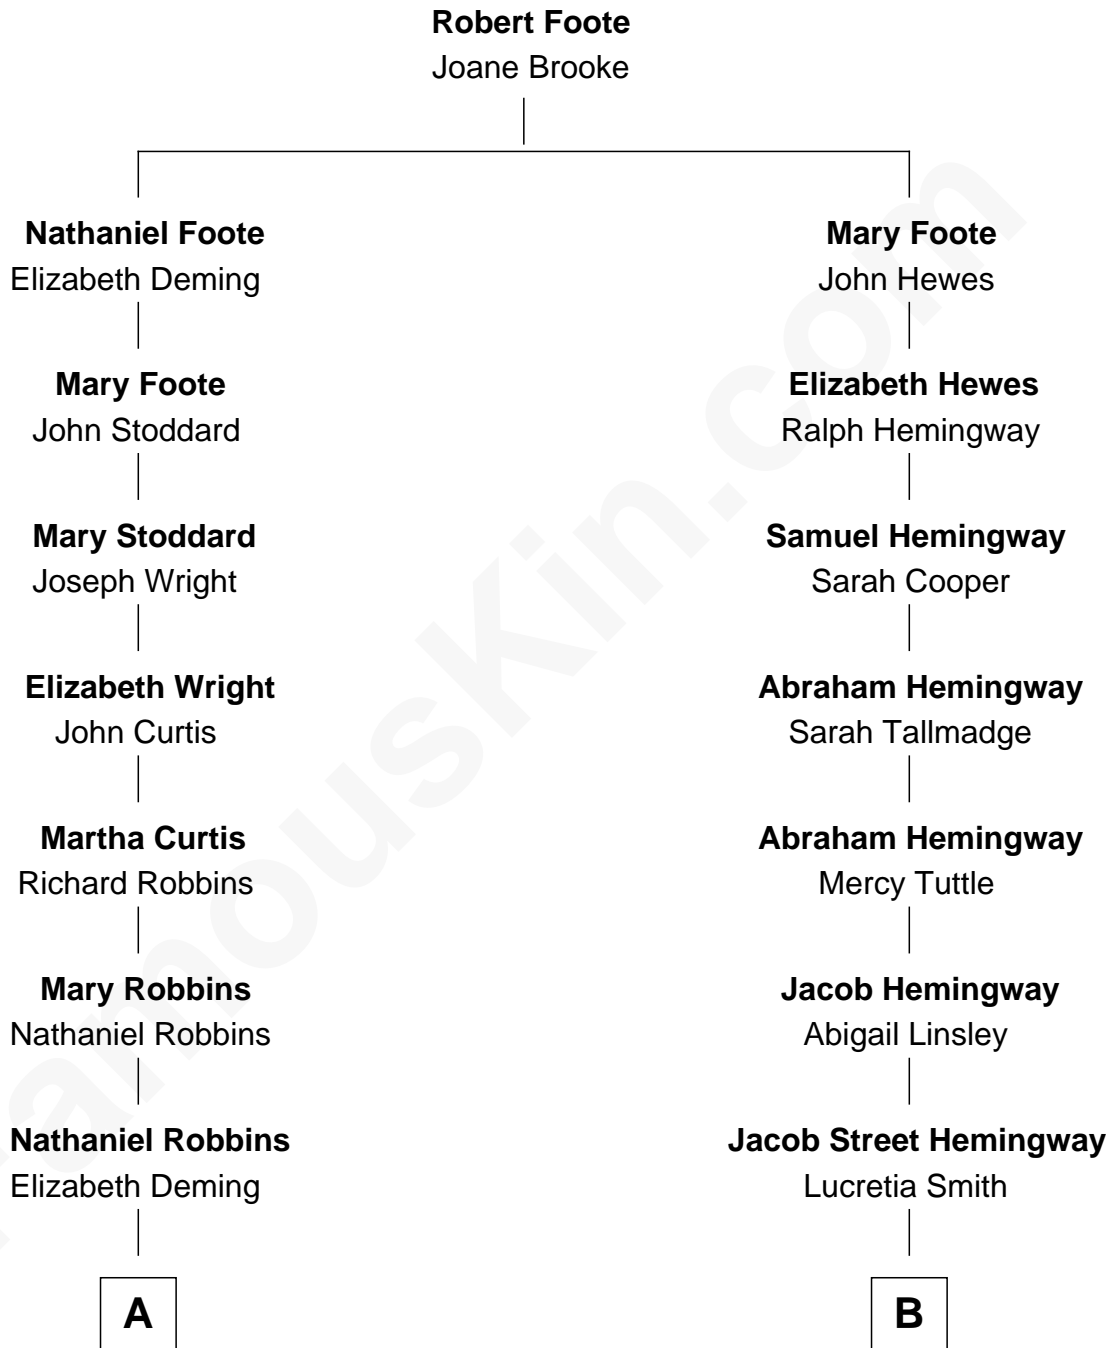 Robert Foote
Joane Brooke
Nathaniel Foote
Elizabeth Deming
Mary Foote
John Hewes
Mary Foote
John Stoddard
Elizabeth Hewes
Ralph Hemingway
Mary Stoddard
Joseph Wright
Samuel Hemingway
Sarah Cooper
Elizabeth Wright
John Curtis
Abraham Hemingway
Sarah Tallmadge
Martha Curtis
Richard Robbins
Abraham Hemingway
Mercy Tuttle
Mary Robbins
Nathaniel Robbins
Jacob Hemingway
Abigail Linsley
Nathaniel Robbins
Elizabeth Deming
Jacob Street Hemingway
Lucretia Smith
A
B
FamousKin.com